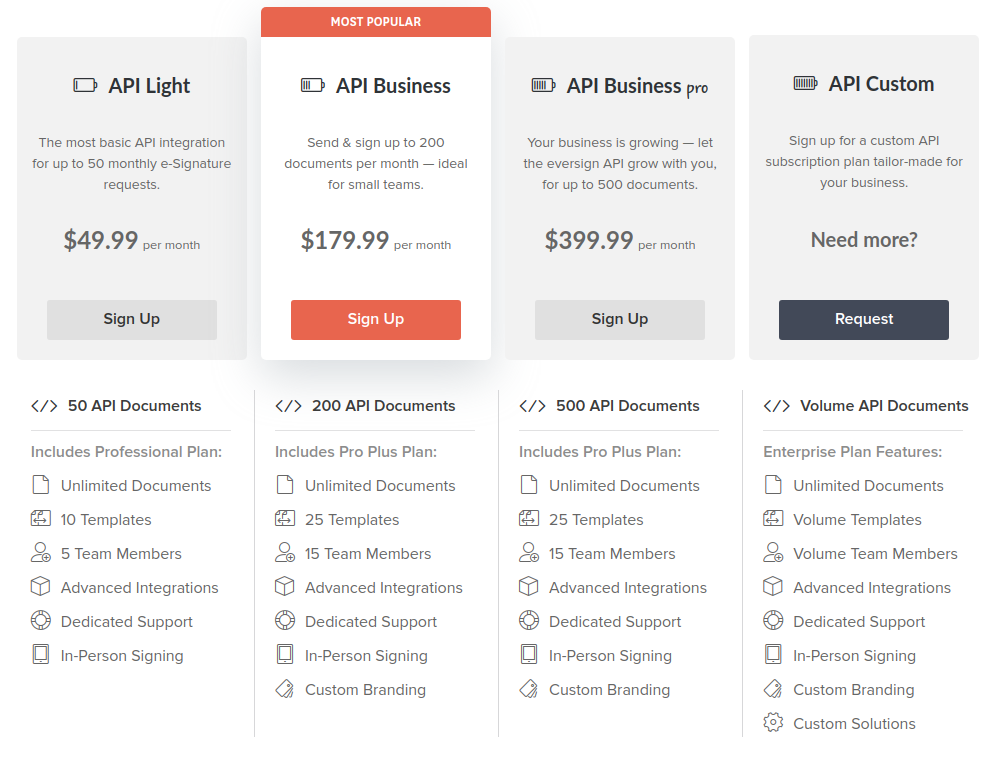 MOST POPULAR
API Light
The most basic API integration
for up to 50 monthly e-Signature
requests.
$49.99 per month
Sign Up
API Business
Send & sign up to 200
documents per month — ideal
for small teams.
$179.99 per month
Sign Up
API Business pro
Your business is growing — let
the eversign API grow with you,
for up to 500 documents.
$399.99 per month
Sign Up
API Custom
Sign up for a custom API
subscription plan tailor-made for
your business.
Need more?
Request
</> 50 API Documents
Includes Professional Plan:
Unlimited Documents
10 Templates
5 Team Members
Advanced Integrations
Dedicated Support
In-Person Signing
</> 200 API Documents
Includes Pro Plus Plan:
Unlimited Documents
25 Templates
15 Team Members
Advanced Integrations
Dedicated Support
In-Person Signing
Custom Branding
</> 500 API Documents
Includes Pro Plus Plan:
Unlimited Documents
25 Templates
15 Team Members
Advanced Integrations
Dedicated Support
In-Person Signing
Custom Branding
</> Volume API Documents
Enterprise Plan Features:
Unlimited Documents
Volume Templates
Volume Team Members
Advanced Integrations
Dedicated Support
In-Person Signing
Custom Branding
Custom Solutions